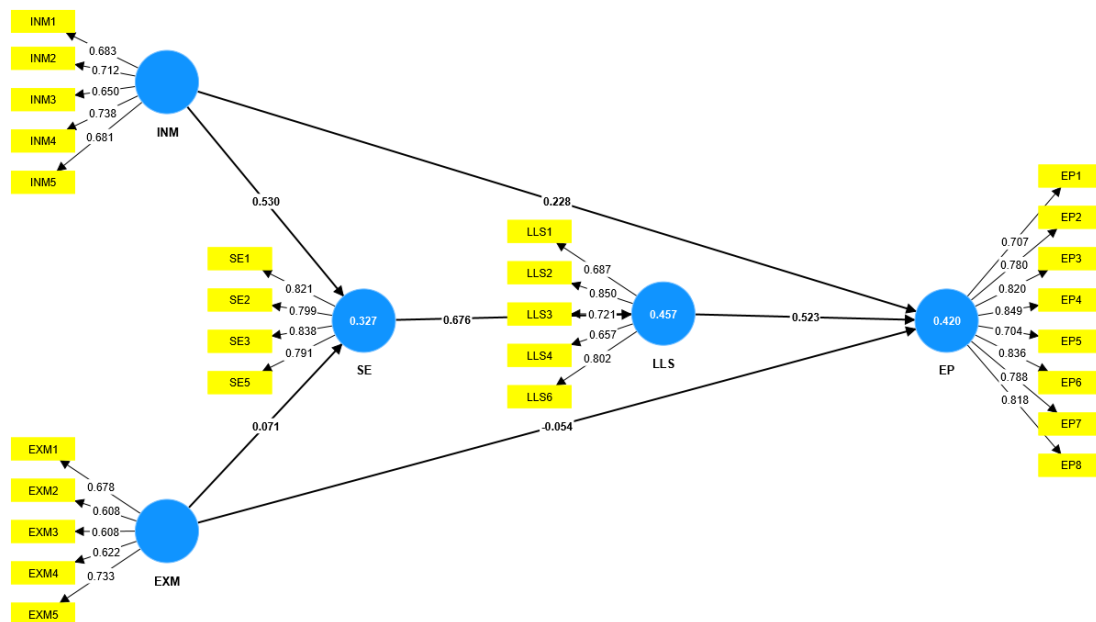 INM1
INM2
INM3
INM4
INM5
0.683
0.712
0.650
0.738
0.681
INM
0.530
0.228
SE1
SE2
SE3
SE5
0.821
0.799
0.838
0.791
0.327
SE
0.676
LLS1
LLS2
LLS3
LLS4
LLS6
0.687
0.850
0.721
0.657
0.802
0.457
LLS
0.523
EP1
EP2
EP3
EP4
EP5
EP6
EP7
EP8
0.707
0.780
0.820
0.849
0.704
0.836
0.788
0.818
0.420
EP
0.071
-0.054
EXM1
EXM2
EXM3
EXM4
EXM5
0.678
0.608
0.608
0.622
0.733
EXM